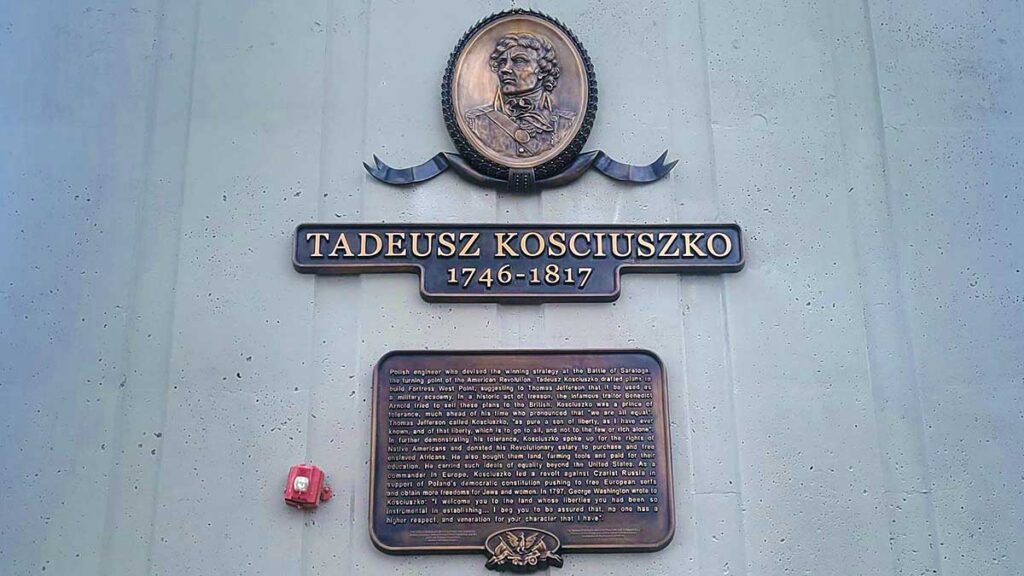 TADEUSZ KOSCIUSZKO
1746-1817
Polish engineer who devised the winning strategy at the Battle of Saratoga
the turning point of the American Revolution. Tadeusz Kosciuszko drafted plans to
build Fortress West Point, suggesting to Thomas Jefferson that it be used as
a military academy. In a historic act of treason, the infamous traitor Benedict
Arnold tried to sell these plans to the British. Kosciuszko was a prince of
tolerance, much ahead of his time who pronounced that "we are all equal".
Thomas Jefferson called Kosciuszko, "as pure a son of liberty, as I have ever
known, and of that liberty, which is to go to all, and not to the few or rich alone".
In further demonstrating his tolerance, Kosciuszko spoke up for the rights of
Native Americans and donated his Revolutionary salary to purchase and free
enslaved Africans. He also bought them land, farming tools and paid for their
education. He carried such ideals of equality beyond the United States. As a
commander in Europe, Kosciuszko led a revolt against Czarist Russia in
support of Poland's democratic constitution pushing to free European serfs
and obtain more freedoms for Jews and women. In 1797, George Washington wrote to
Kosciuszko: "I welcome you to the land whose liberties you had been so
instrumental in establishing... I beg you to be assured that, no one has a
higher respect, and veneration for your character that I have".